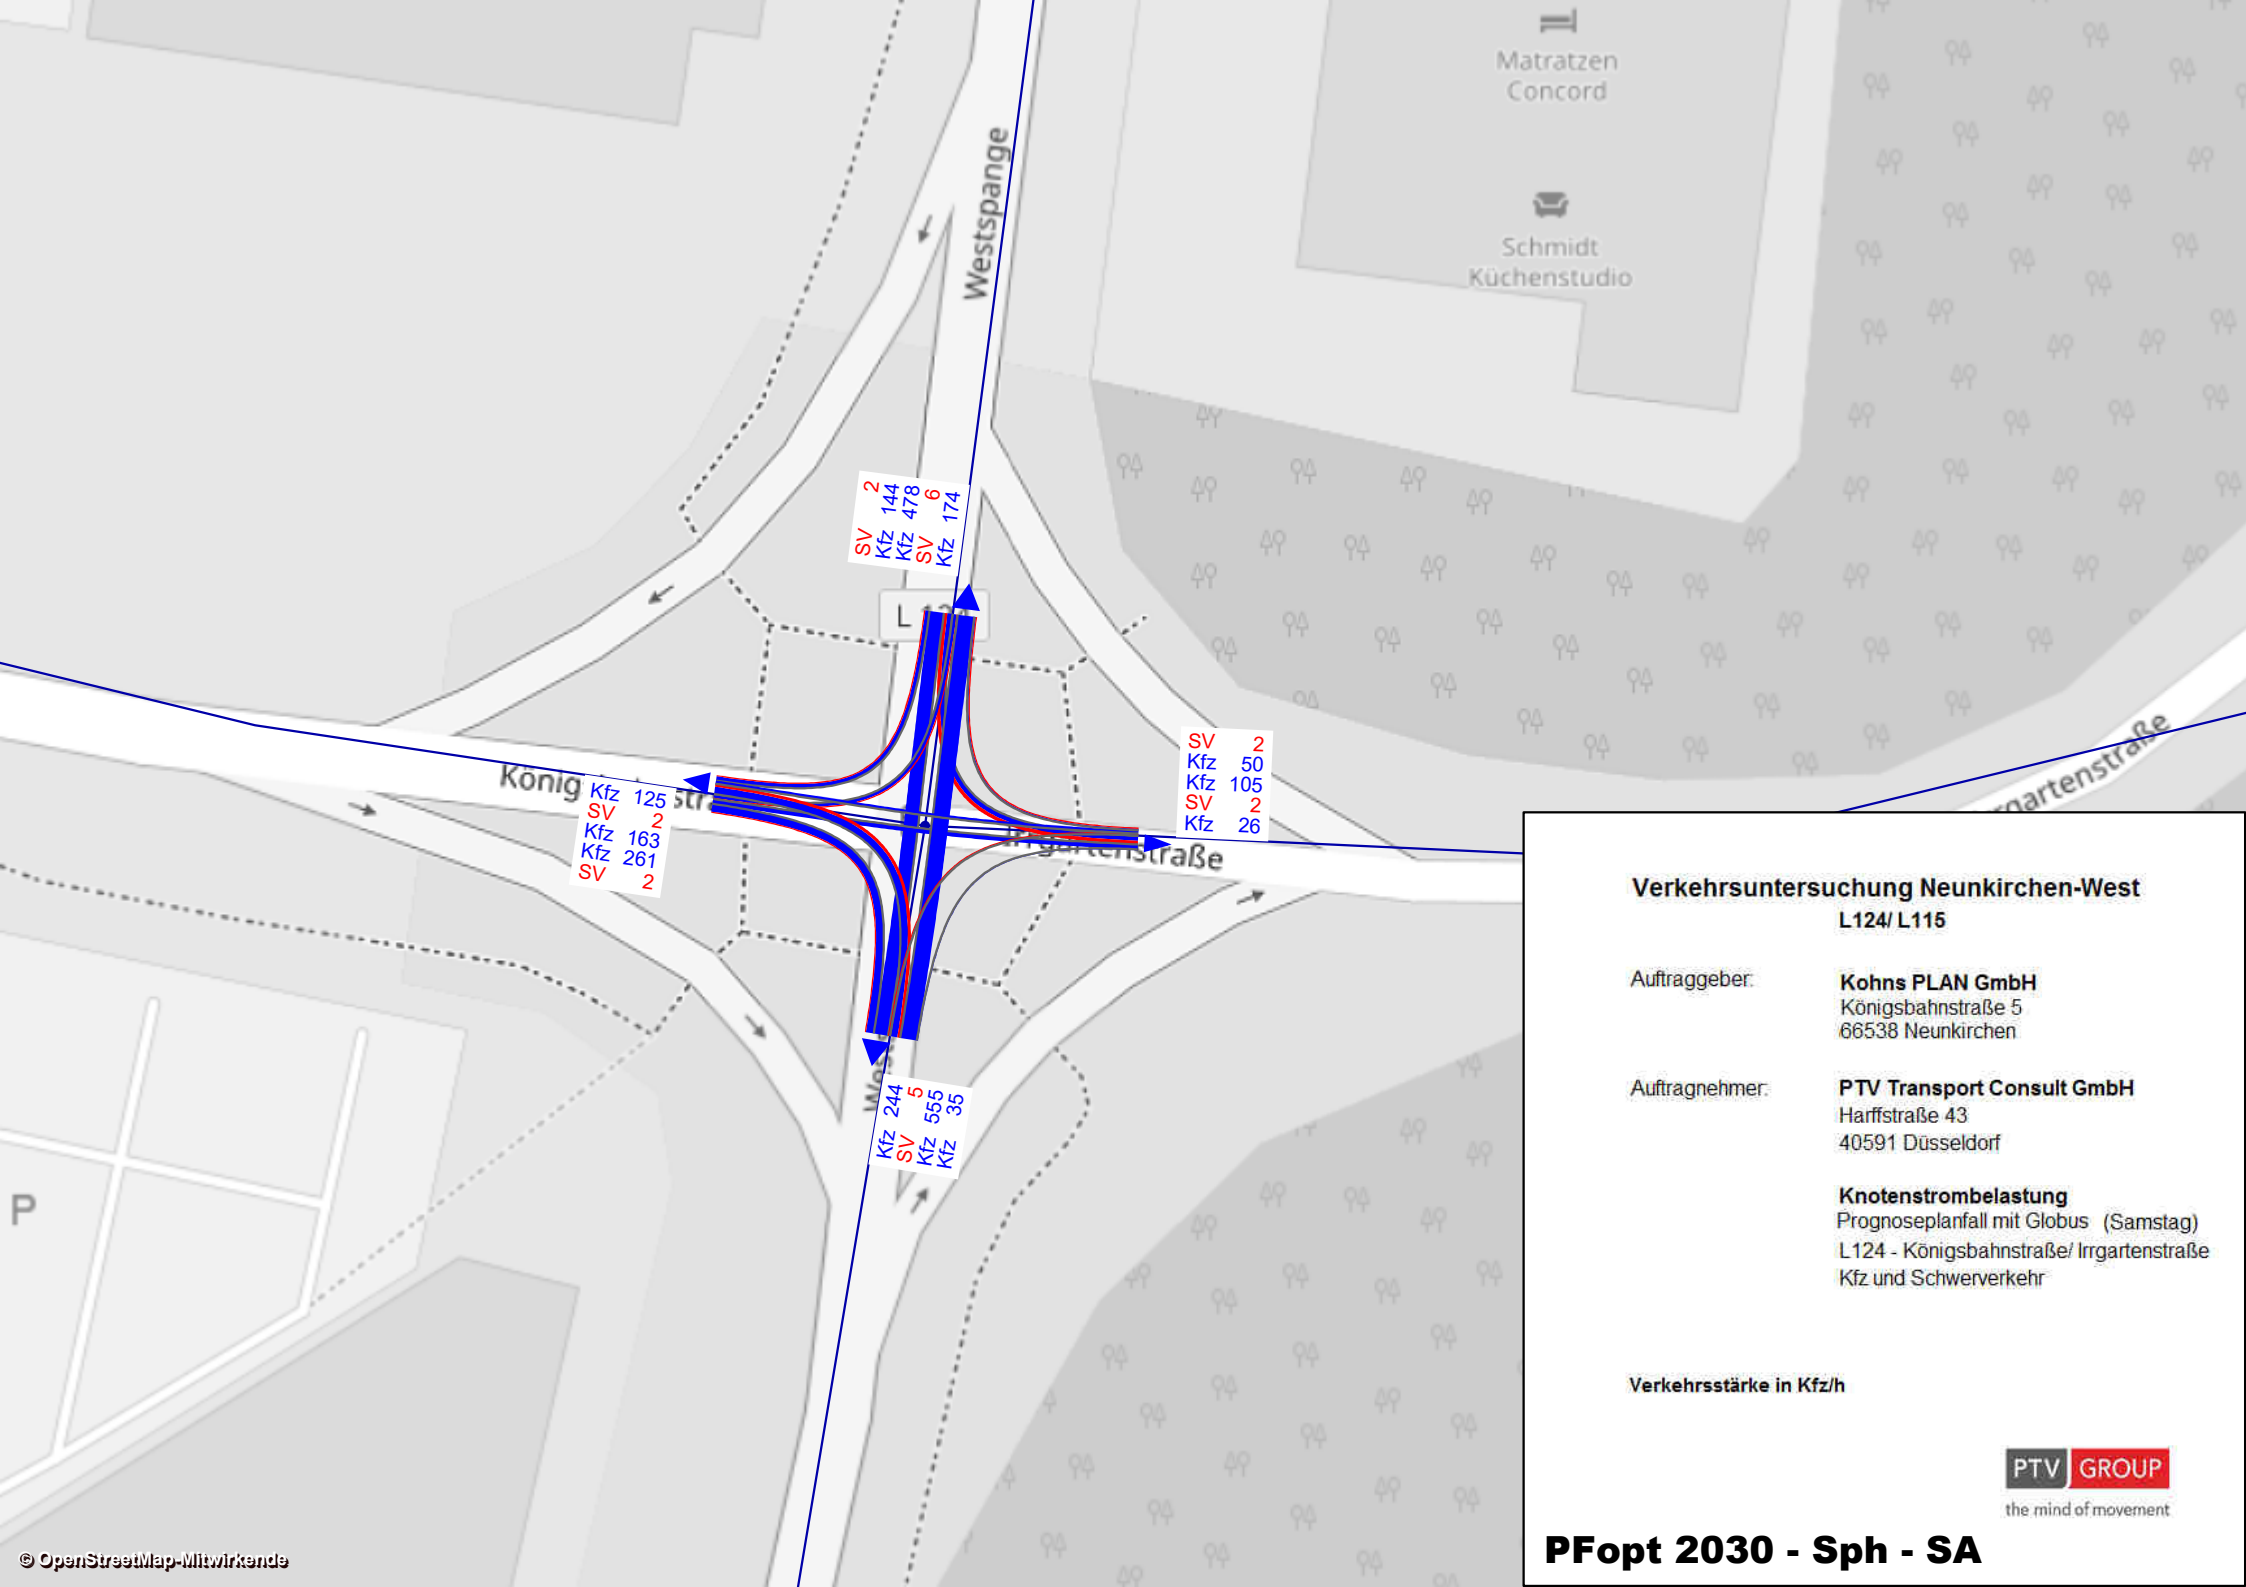 Matratzen
Concord
Westspange
Schmidt
Küchenstudio
SV 2
Kfz 144
Kfz 478
SV 6
Kfz 174
L 124
SV 2
Kfz 50
Kfz 105
SV 2
Kfz 26
Kfz 125
SV 2
Kfz 163
Kfz 261
SV 2
Irrgartenstraße
Kfz 244
SV 5
Kfz 555
Kfz 35
P
Verkehrsuntersuchung Neunkirchen-West
L124/ L115
Auftraggeber: Kohns PLAN GmbH
Königsbahnstraße 5
66538 Neunkirchen
Auftragnehmer: PTV Transport Consult GmbH
Harffstraße 43
40591 Düsseldorf
Knotenstrombelastung
Prognoseplanfall mit Globus (Samstag)
L124 - Königsbahnstraße/ Irrgartenstraße
Kfz und Schwerverkehr
Verkehrsstärke in Kfz/h
PTV GROUP
the mind of movement
PFopt 2030 - Sph - SA
© OpenStreetMap-Mitwirkende